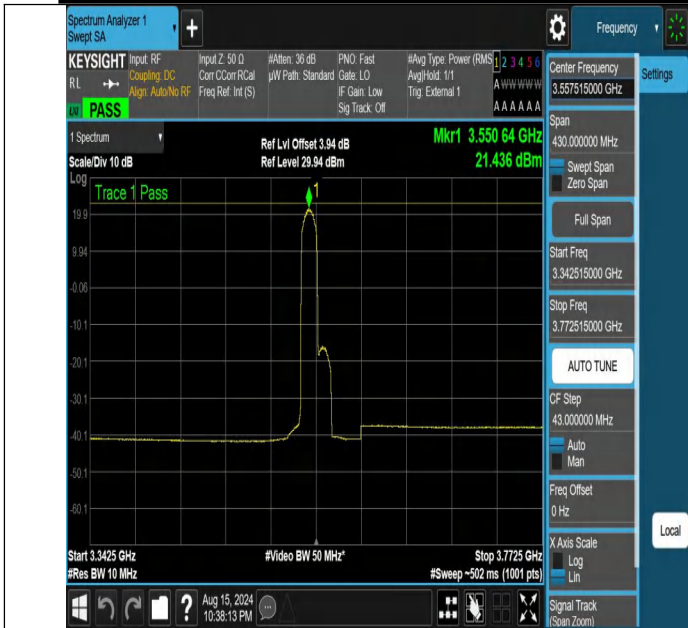 Spectrum Analyzer 1
Swept SA
Frequency
KEYSIGHT
RL
LXI
PASS
Input: RF
Coupling: DC
Align: Auto/No RF
Input Z: 50 Ω
Corr CCorr RCal
Freq Ref: Int (S)
#Atten: 36 dB
µW Path: Standard
PNO: Fast
Gate: LO
IF Gain: Low
Sig Track: Off
#Avg Type: Power (RMS
Avg|Hold: 1/1
Trig: External 1
1 2 3 4 5 6
A W W W W W
A A A A A A
Center Frequency
3.557515000 GHz
Settings
Span
430.000000 MHz
Swept Span
Zero Span
Full Span
Start Freq
3.342515000 GHz
Stop Freq
3.772515000 GHz
AUTO TUNE
CF Step
43.000000 MHz
Auto
Man
Freq Offset
0 Hz
X Axis Scale
Log
Lin
Local
Signal Track
(Span Zoom)
1 Spectrum
Scale/Div 10 dB
Ref Lvl Offset 3.94 dB
Ref Level 29.94 dBm
Mkr1 3.550 64 GHz
21.436 dBm
Log
Trace 1 Pass
1
19.9
9.94
-0.06
-10.1
-20.1
-30.1
-40.1
-50.1
-60.1
Start 3.3425 GHz
#Res BW 10 MHz
#Video BW 50 MHz*
Stop 3.7725 GHz
#Sweep ~502 ms (1001 pts)
?
Aug 15, 2024
10:38:13 PM